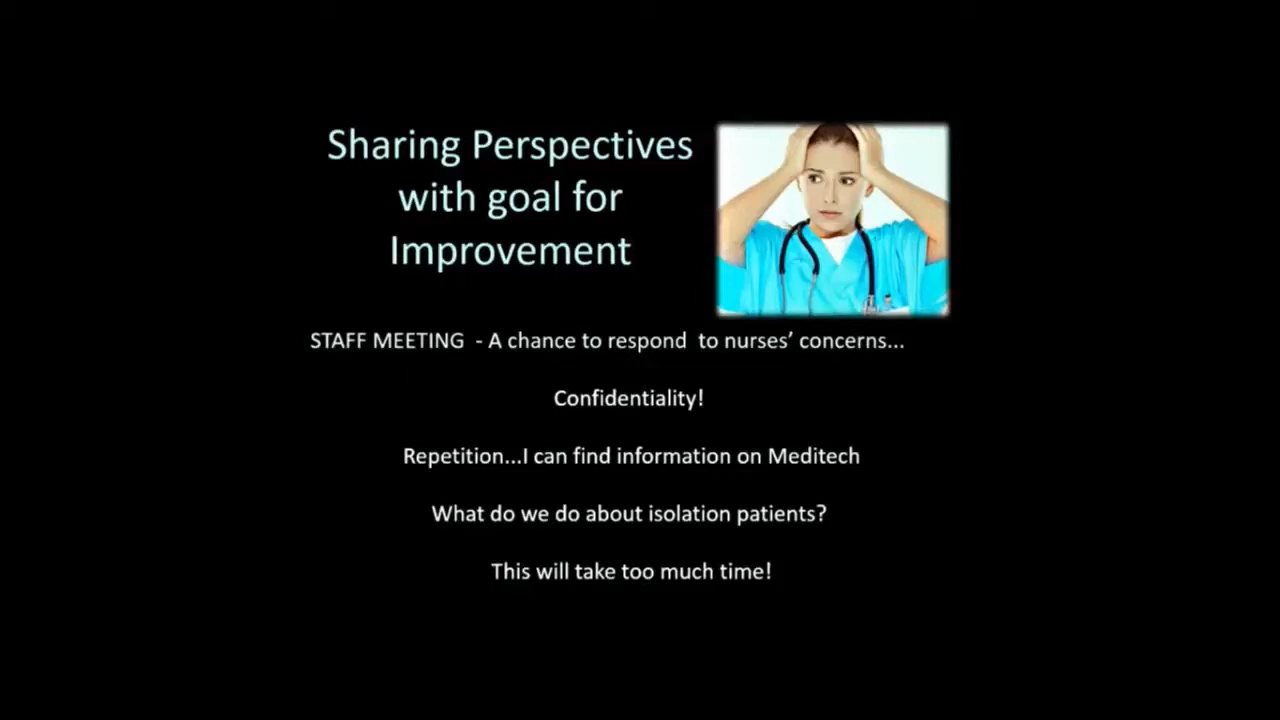 Sharing Perspectives
with goal for
Improvement
STAFF MEETING - A chance to respond to nurses’ concerns...
Confidentiality!
Repetition...I can find information on Meditech
What do we do about isolation patients?
This will take too much time!